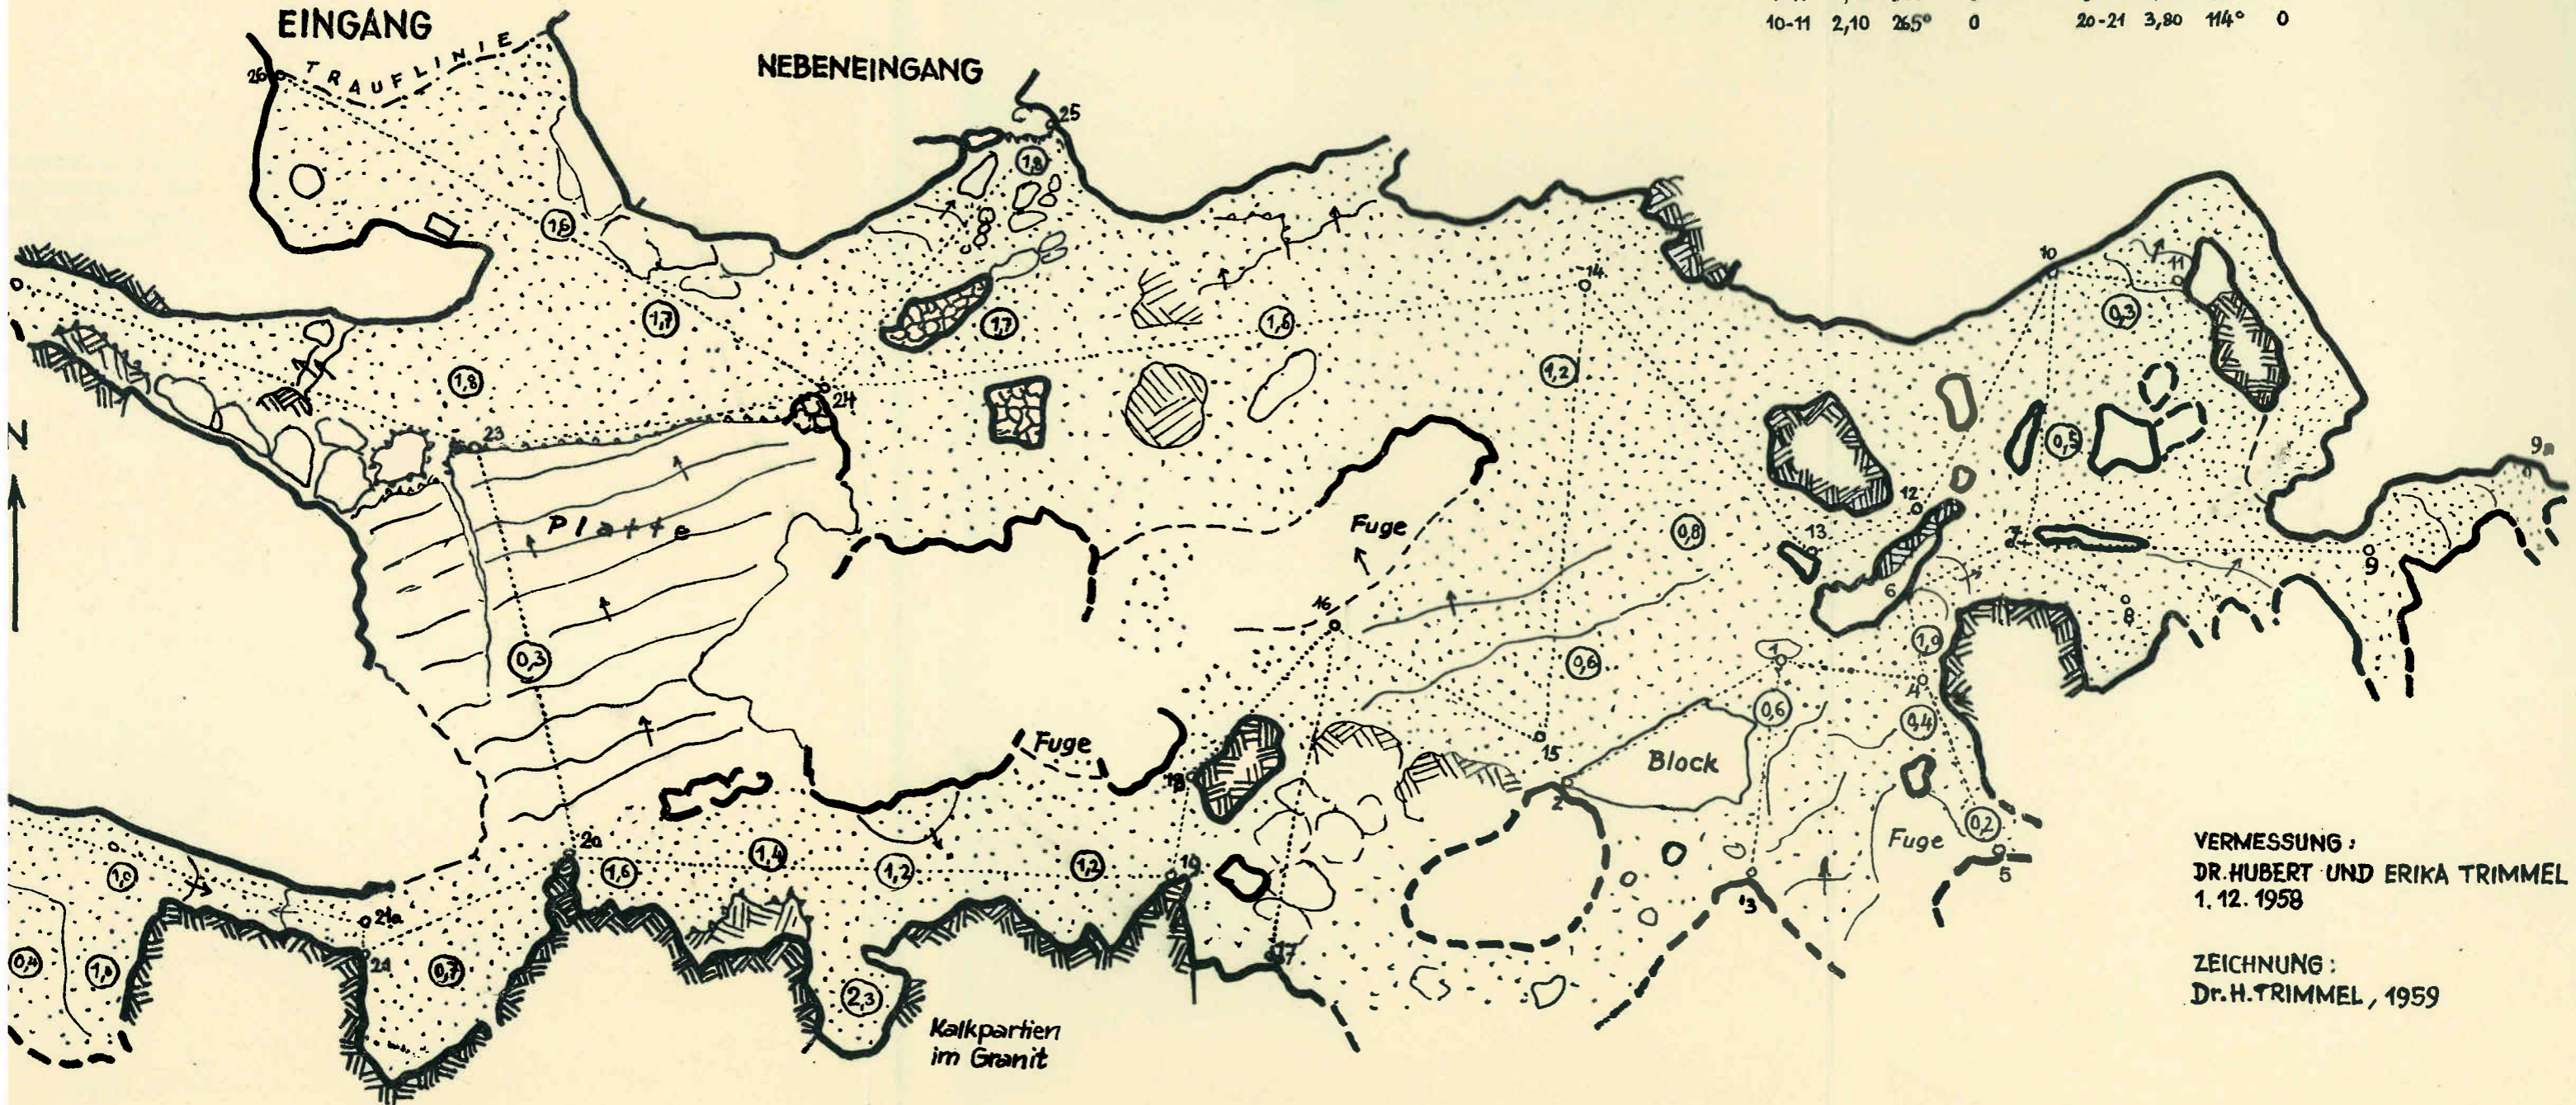 10-11 2,10 265° 0
20-21 3,80 114° 0
EINGANG
TRAUFLINIE
26
NEBENEINGANG
25
1,8
1,6
14
10
11
0,3
1,7
1,7
1,6
1,2
1,8
24
23
N
0,5
9a
12
Platte
Fuge
0,8
13
7
9
6
8
16
0,3
0,6
1
1,0
4
0,6
0,4
Fuge
15
Block
18
2
0,2
Fuge
5
20
1,6
1,4
1,2
1,2
19
1,0
21a
3
0,4
1,0
21
0,7
17
2,3
Kalkpartien
im Granit
VERMESSUNG:
DR. HUBERT UND ERIKA TRIMMEL
1.12.1958
ZEICHNUNG:
Dr. H. TRIMMEL, 1959